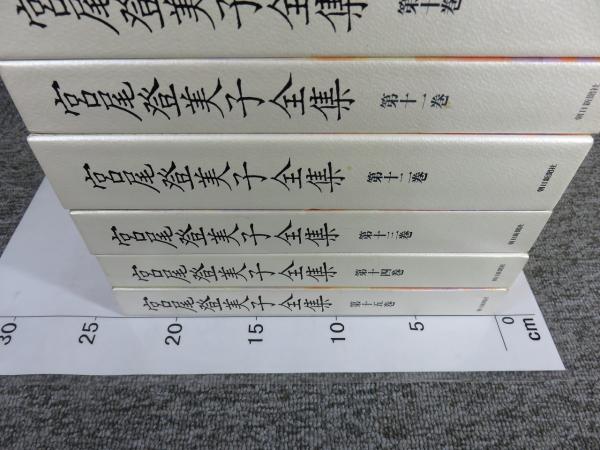 宮尾登美子全集 第十巻
宮尾登美子全集 第十一巻 朝日新聞社
宮尾登美子全集 第十二巻 朝日新聞社
宮尾登美子全集 第十三巻 朝日新聞社
宮尾登美子全集 第十四巻 朝日新聞社
宮尾登美子全集 第十五巻 朝日新聞社
30 25 20 15 10 5 0 cm